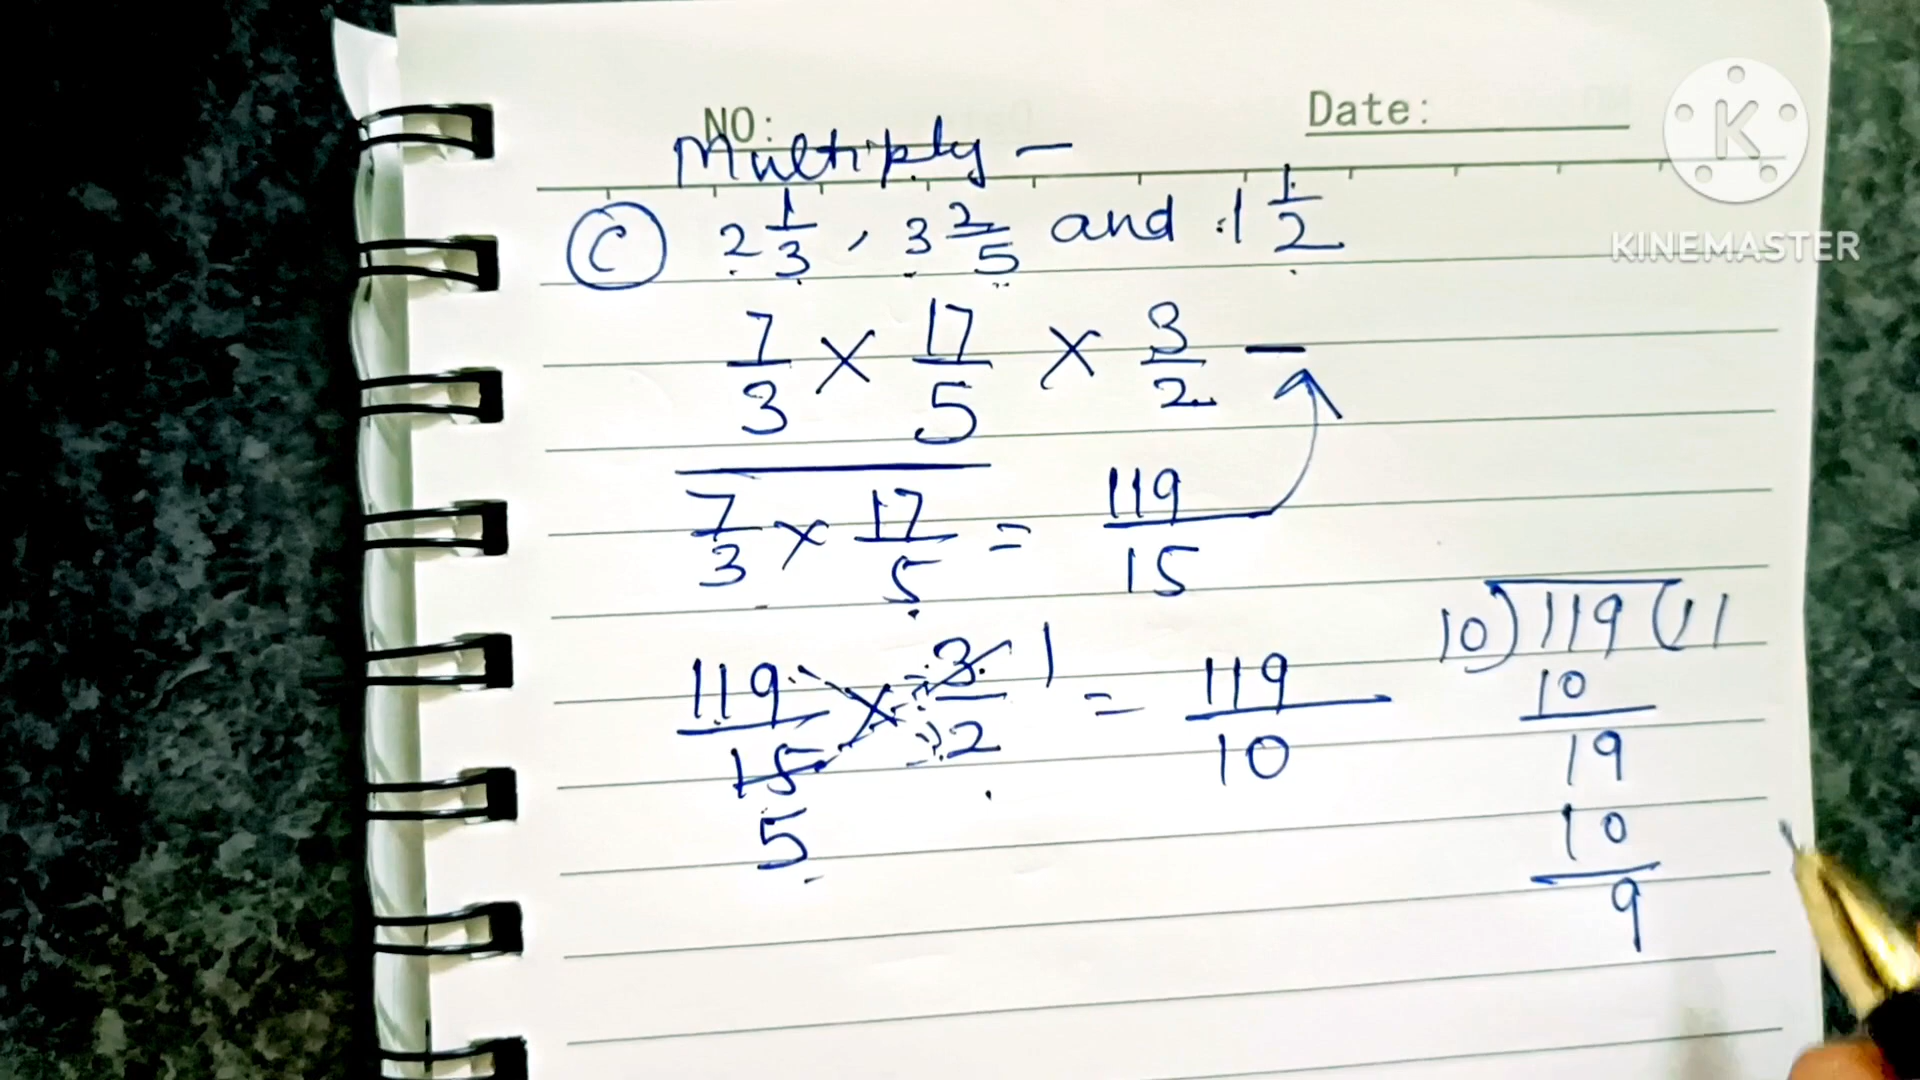 NO:
Date:
K
KINEMASTER
Multiply -
C 2 1/3, 3 2/5 and 1 1/2
7/3 × 17/5 × 3/2 -
7/3 × 17/5 = 119/15
119/15 × 3/2 1 = 119/10
5
10)119(11
10
19
10
9